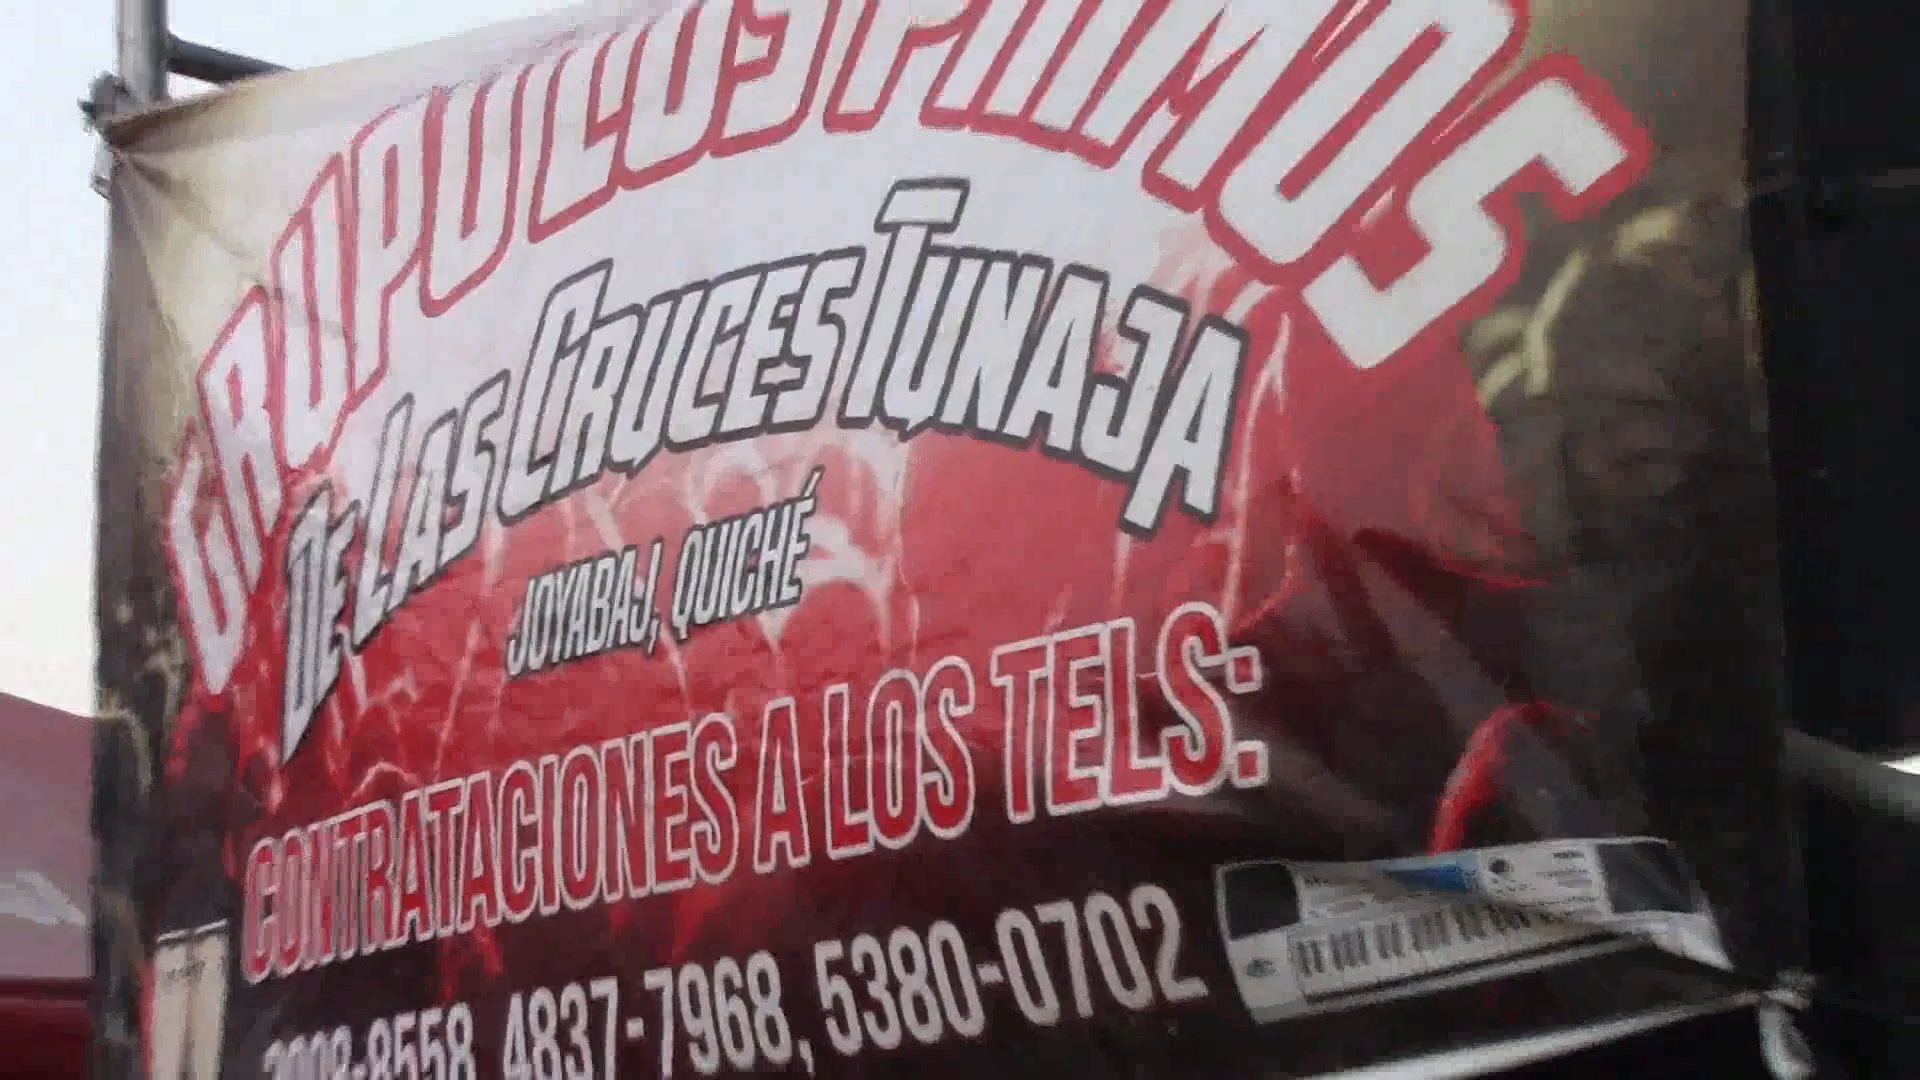 GRUPO LOS PRIMOS
DE LAS CRUCES TUNAJA
JOYABAJ, QUICHÉ
CONTRATACIONES A LOS TELS:
4837-7968, 5380-0702